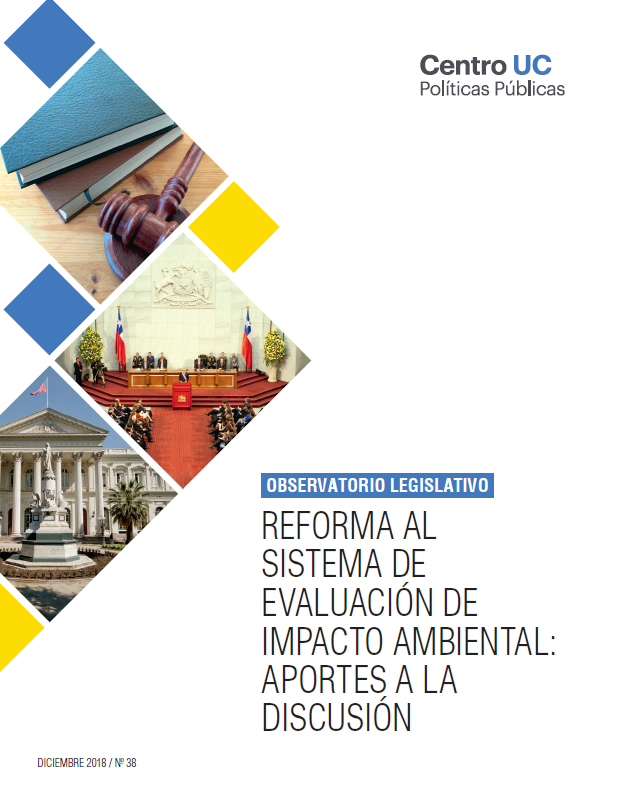 Centro UC
Políticas Públicas
OBSERVATORIO LEGISLATIVO
REFORMA AL
SISTEMA DE
EVALUACIÓN DE
IMPACTO AMBIENTAL:
APORTES A LA
DISCUSIÓN
DICIEMBRE 2018 / Nº 38